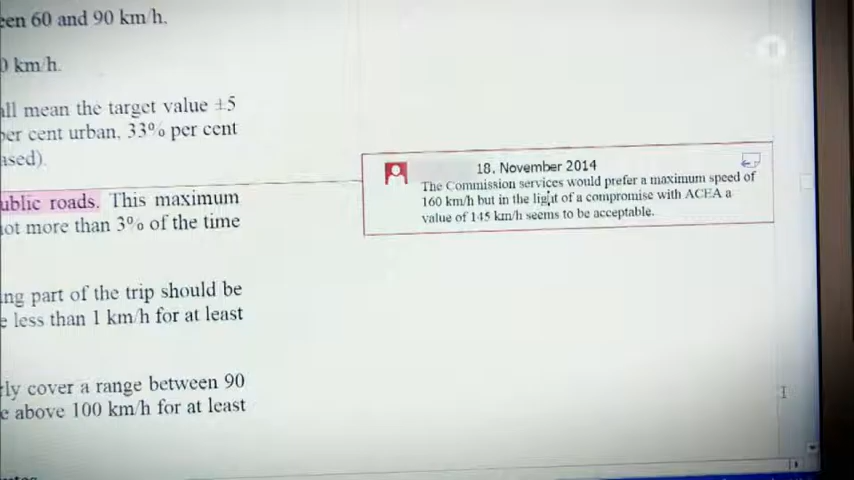 een 60 and 90 km/h.
0 km/h.
all mean the target value ±5
per cent urban, 33% per cent
ased).
ublic roads. This maximum
not more than 3% of the time
ing part of the trip should be
e less than 1 km/h for at least
rly cover a range between 90
e above 100 km/h for at least
18. November 2014
The Commission services would prefer a maximum speed of
160 km/h but in the light of a compromise with ACEA a
value of 145 km/h seems to be acceptable.